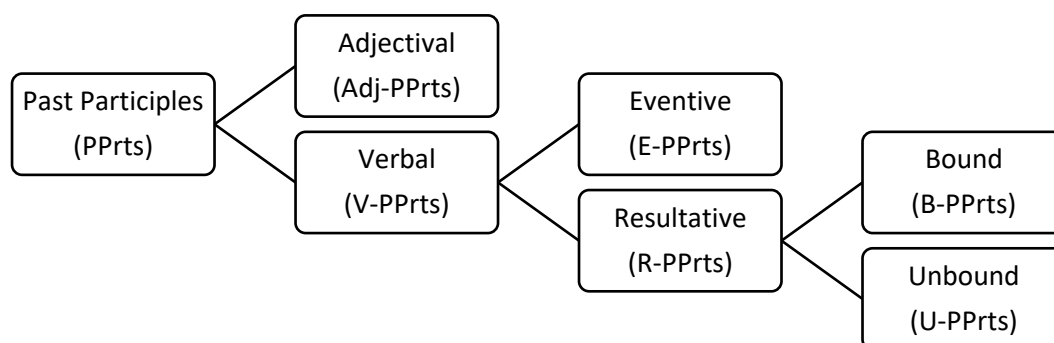 Past Participles
(PPrts)
Adjectival
(Adj-PPrts)
Verbal
(V-PPrts)
Eventive
(E-PPrts)
Resultative
(R-PPrts)
Bound
(B-PPrts)
Unbound
(U-PPrts)